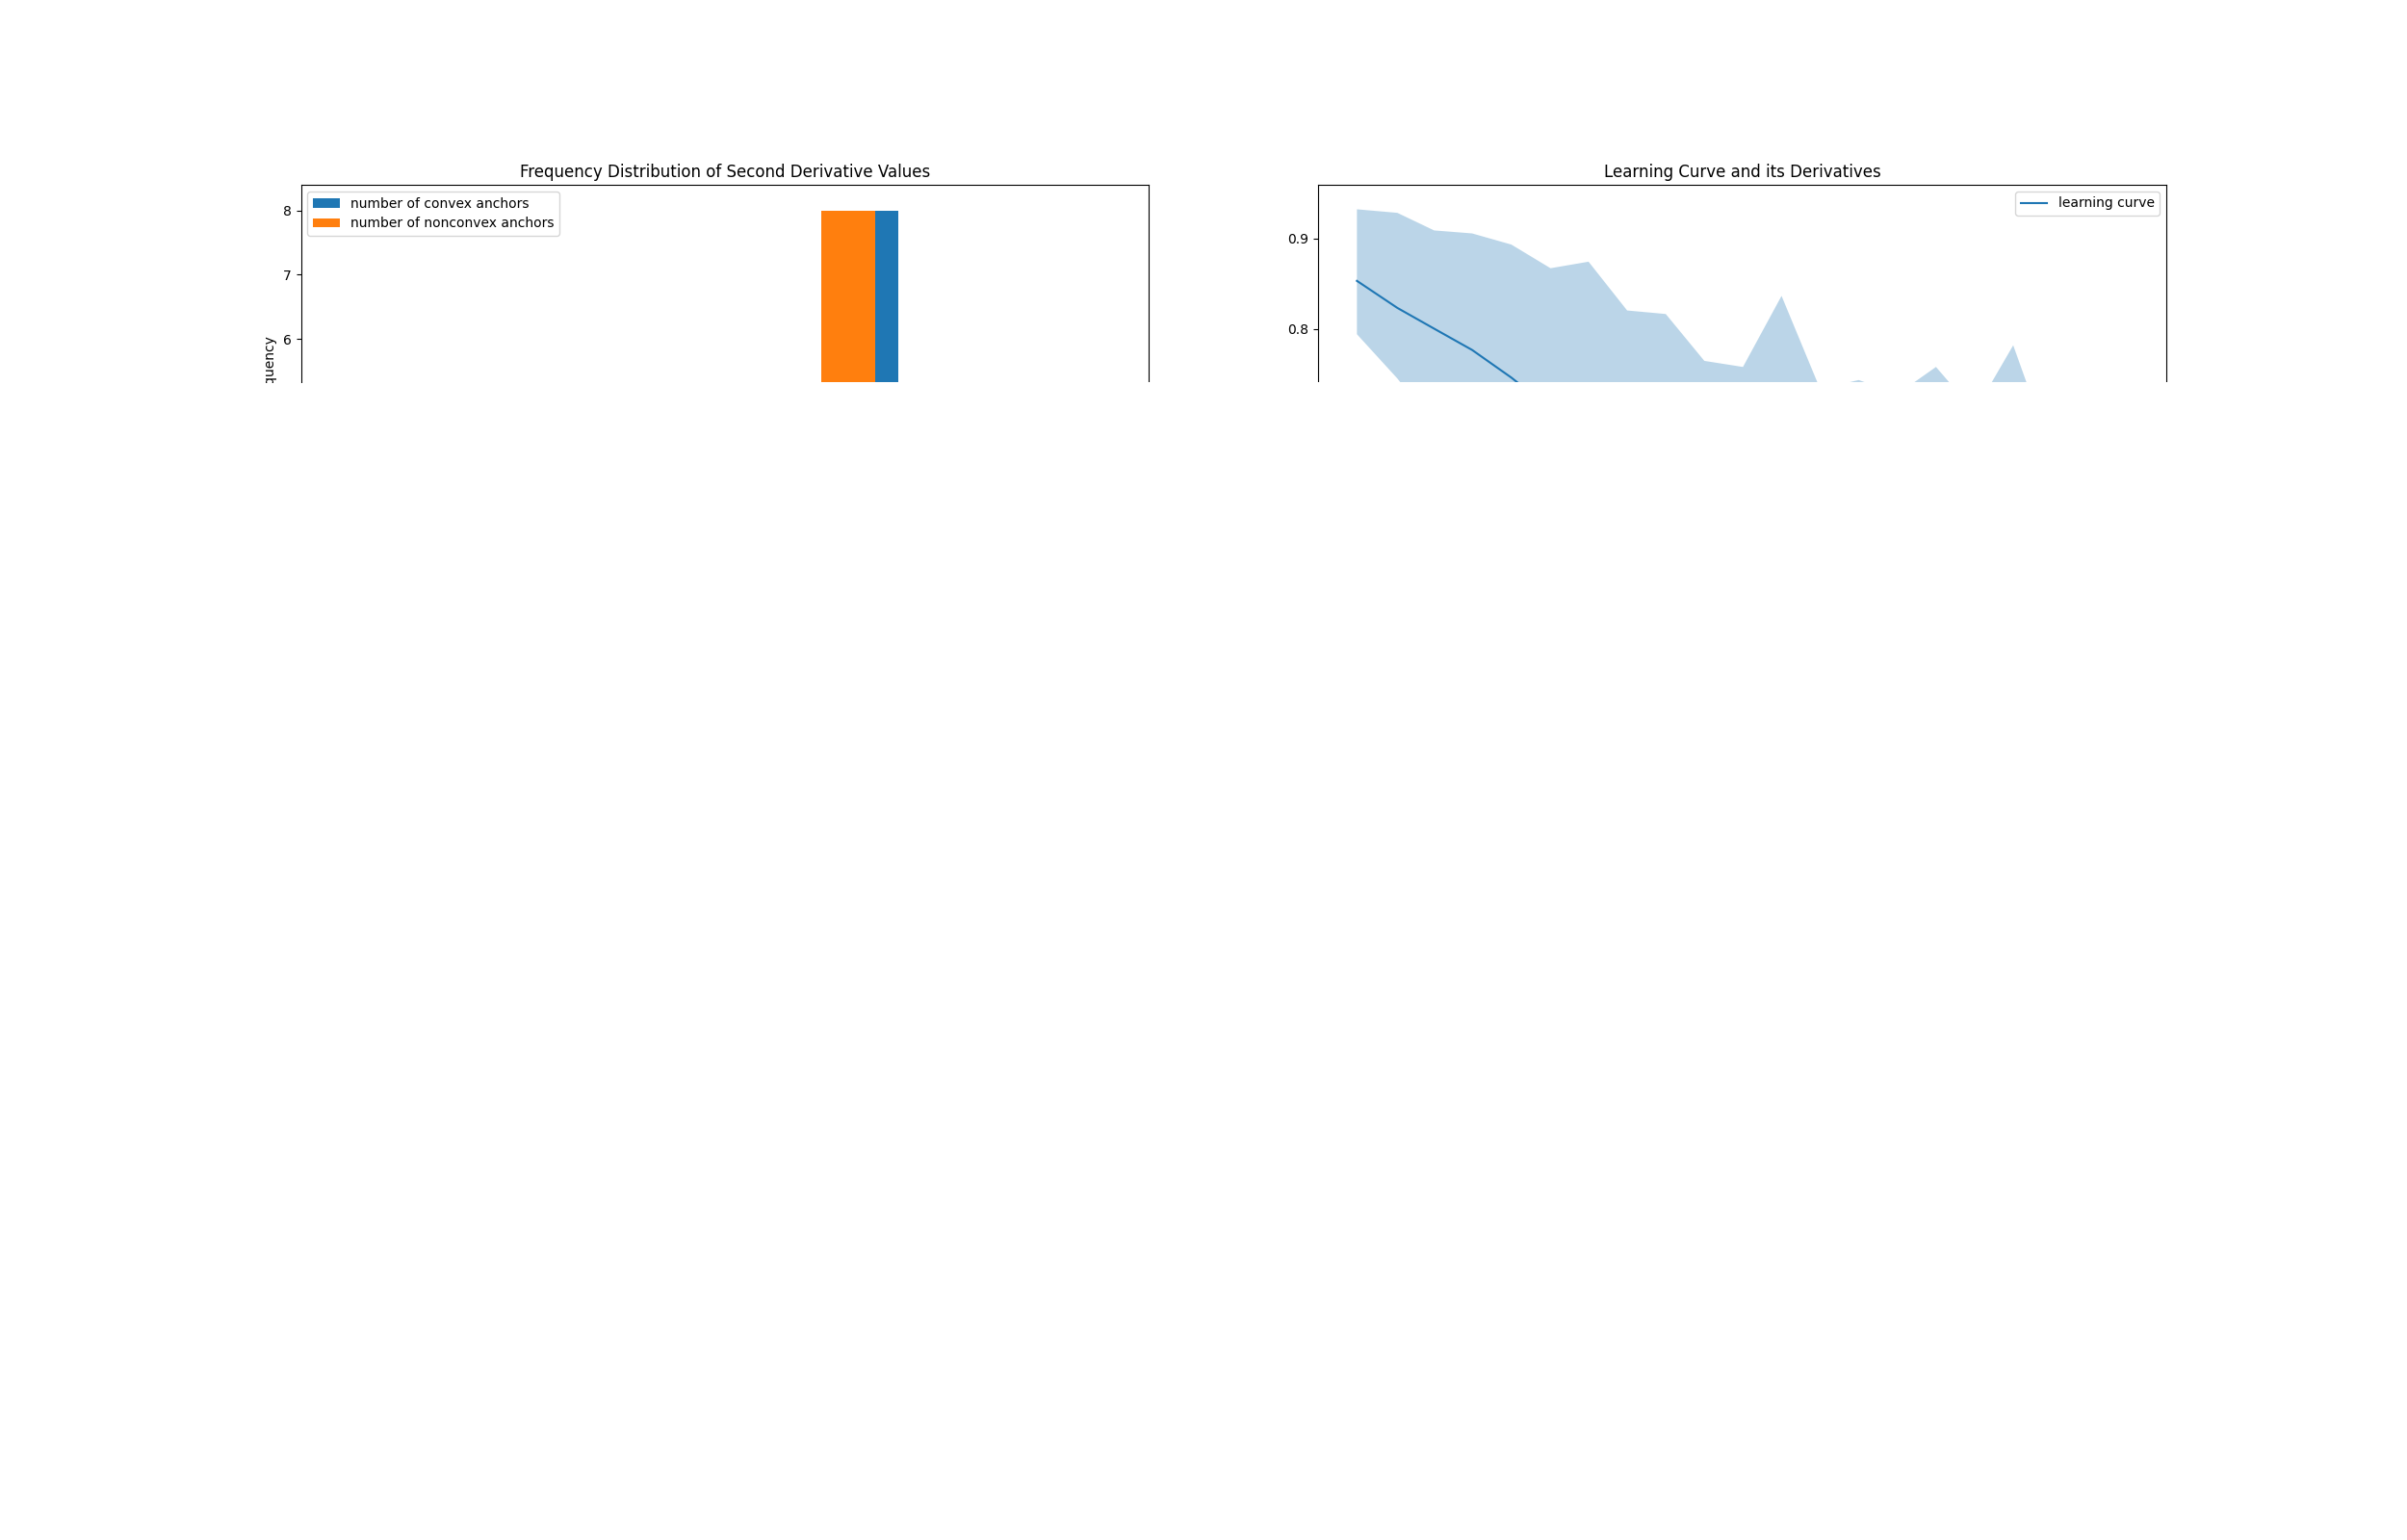 Frequency Distribution of Second Derivative Values
number of convex anchors
number of nonconvex anchors
8
7
6
Learning Curve and its Derivatives
learning curve
0.9
0.8